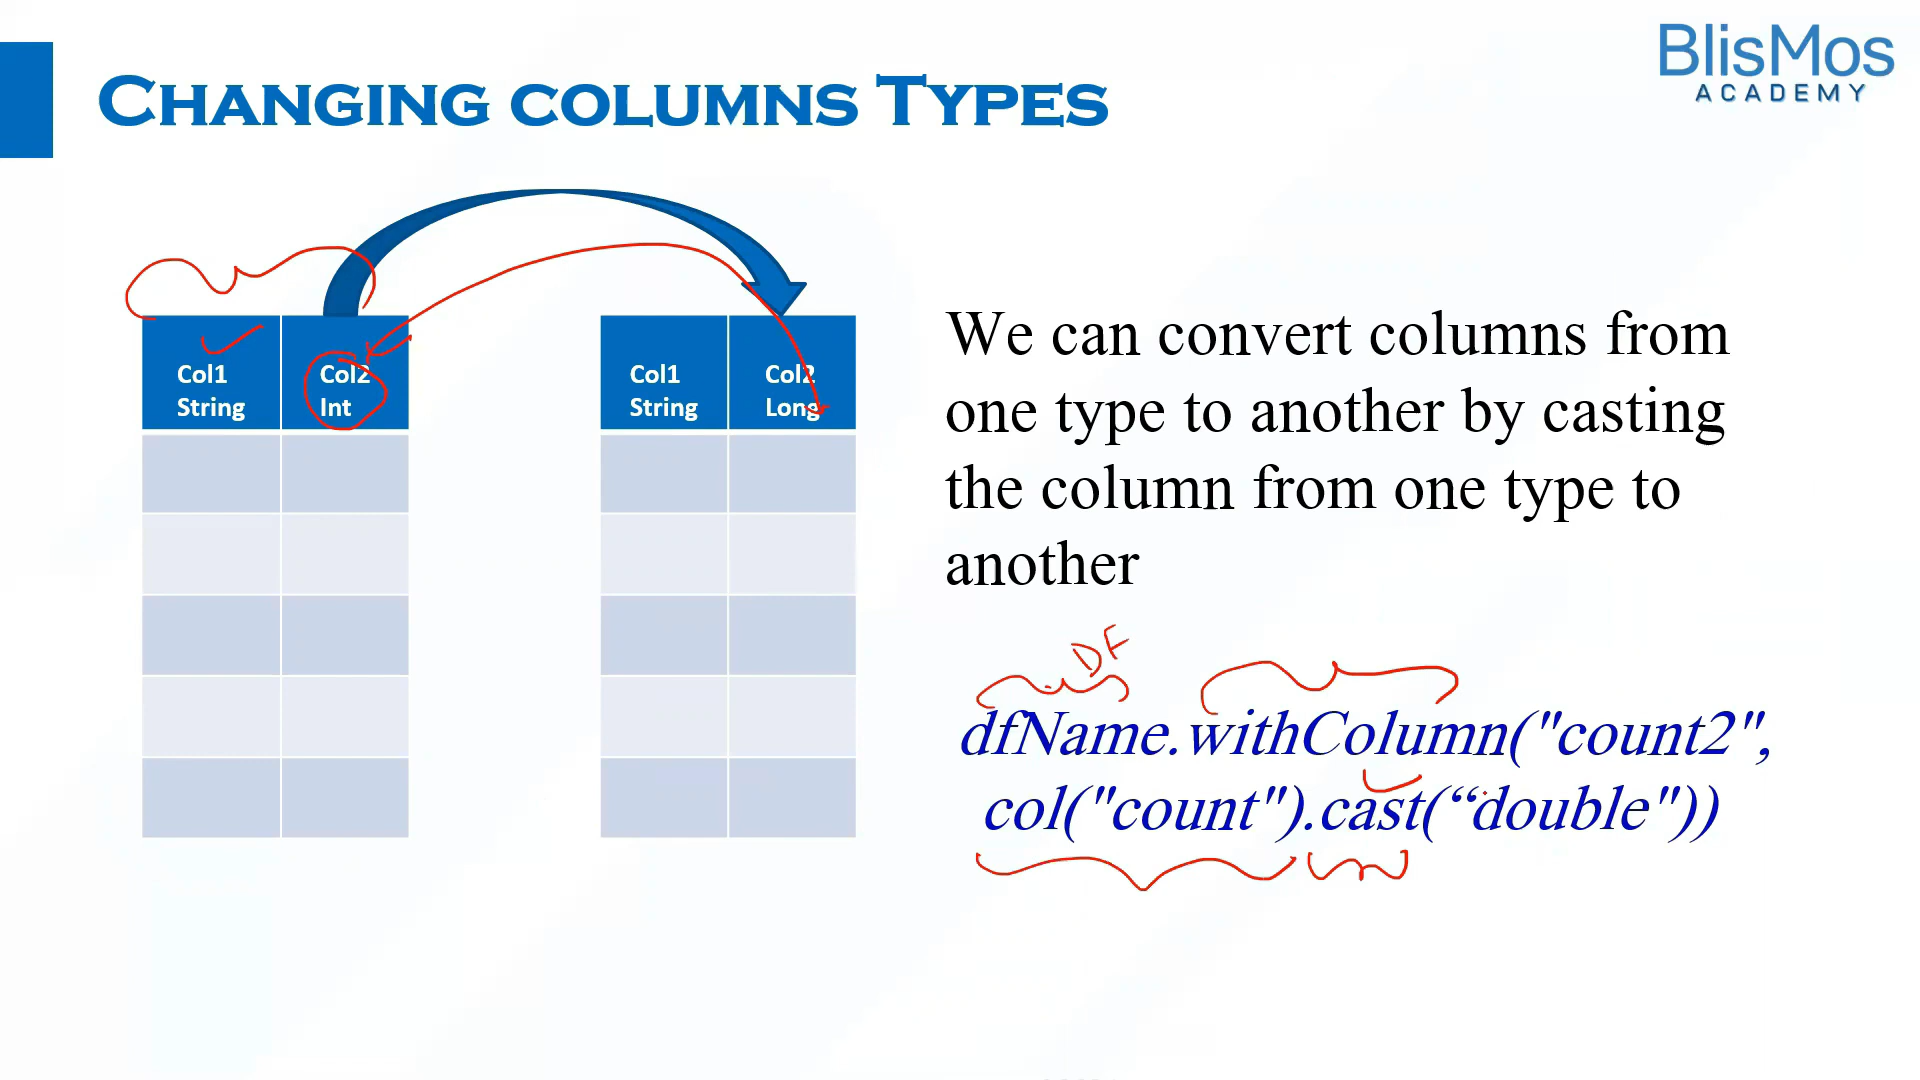 BlisMos
ACADEMY
CHANGING COLUMNS TYPES
Col1
String
Col2
Int
Col1
String
Col2
Long
We can convert columns from
one type to another by casting
the column from one type to
another
DF
dfName.withColumn("count2",
col("count").cast(“double"))